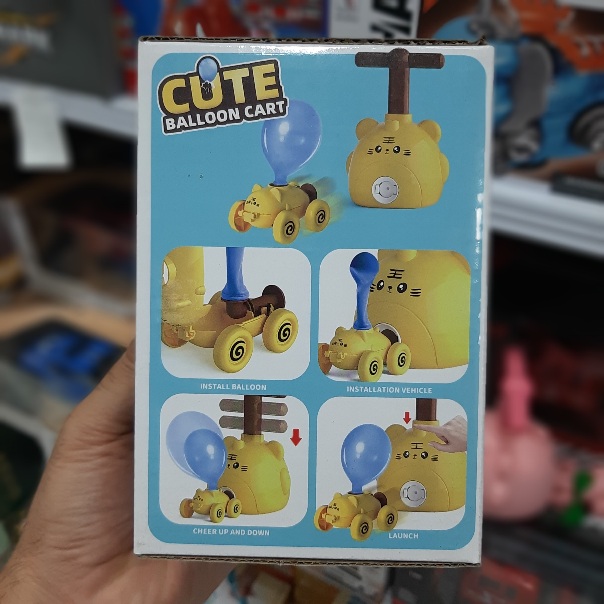 CUTE
BALLOON CART
INSTALL BALLOON
INSTALLATION VEHICLE
CHEER UP AND DOWN
LAUNCH